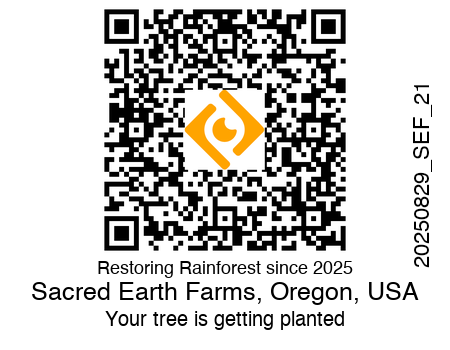 Restoring Rainforest since 2025
Sacred Earth Farms, Oregon, USA
Your tree is getting planted
20250829_SEF_21